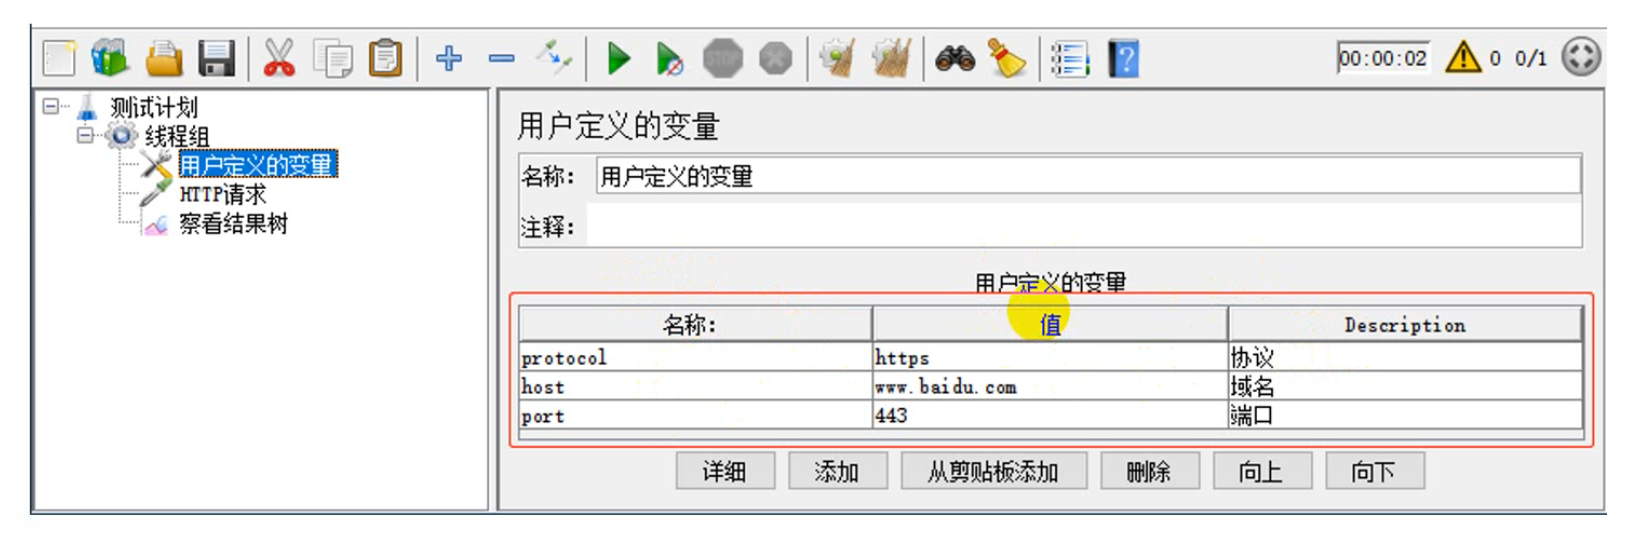 STOP
00:00:02
0
0/1
测试计划
线程组
用户定义的变量
HTTP请求
察看结果树
用户定义的变量
名称: 用户定义的变量
注释:
用户定义的变量
名称: 值 Description
protocol https 协议
host www.baidu.com 域名
port 443 端口
详细 添加 从剪贴板添加 删除 向上 向下